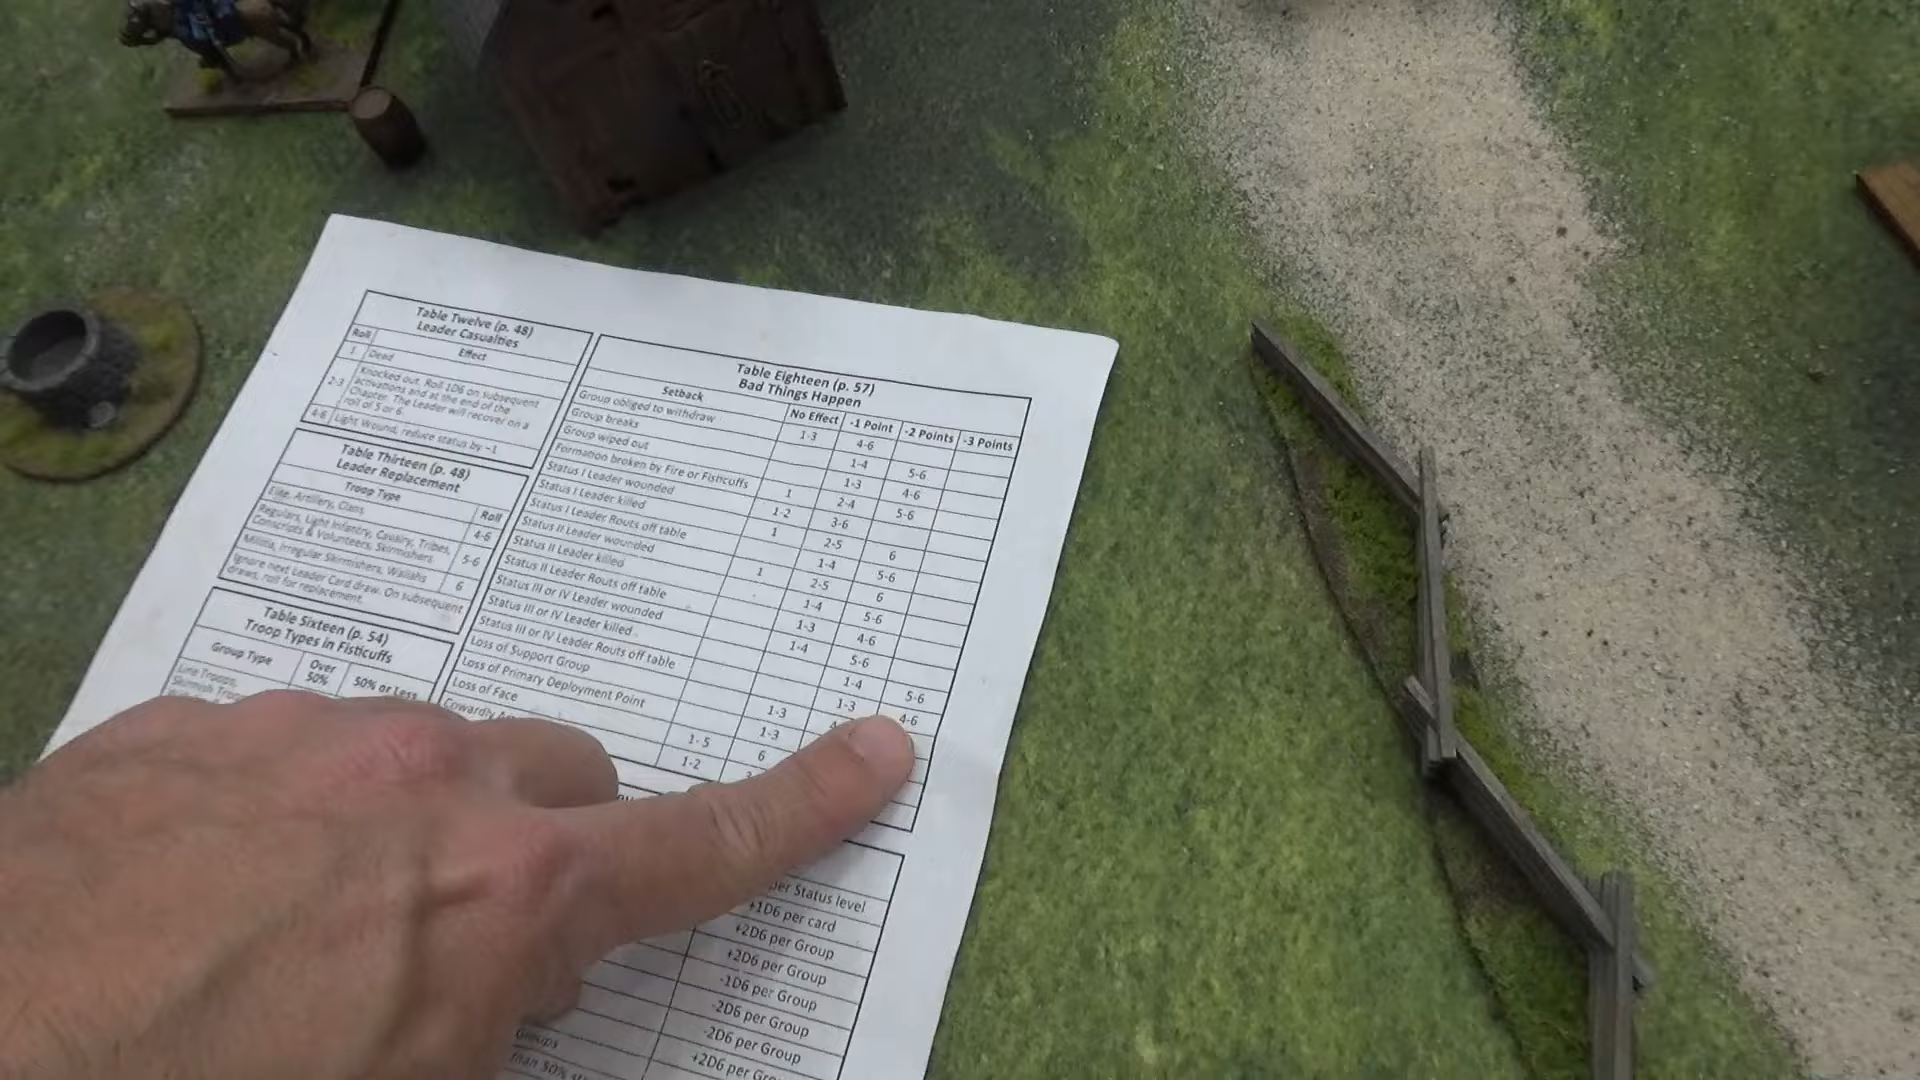 Table Twelve (p. 48)
Leader Casualties
Roll Effect
1 Dead
2-3 Knocked out. Roll 1D6 on subsequent
activations and at the end of the
Chapter. The Leader will recover on a
roll of 5 or 6.
4-6 Light Wound, reduce status by -1
Table Thirteen (p. 48)
Leader Replacement
Troop Type Roll
Elite, Artillery, Clans 4-6
Regulars, Light Infantry, Cavalry, Tribes,
Conscripts & Volunteers, Skirmishers 5-6
Militia, Irregular Skirmishers, Wallahs 6
Ignore next Leader Card draw. On subsequent
draws, roll for replacement.
Table Sixteen (p. 54)
Troop Types in Fisticuffs
Group Type Over 50% 50% or Less
Line Troops,
Table Eighteen (p. 57)
Bad Things Happen
Setback No Effect -1 Point -2 Points -3 Points
Group obliged to withdraw 1-3 4-6
Group breaks 1-4 5-6
Group wiped out 1-3 4-6
Formation broken by Fire or Fisticuffs 1 2-4 5-6
Status I Leader wounded 1-2 3-6
Status I Leader killed 1 2-5 6
Status I Leader Routs off table 1-4 5-6
Status II Leader wounded 1 2-5 6
Status II Leader killed 1-4 5-6
Status II Leader Routs off table 1-3 4-6
Status III or IV Leader wounded 1-4 5-6
Status III or IV Leader killed 1-4 5-6
Status III or IV Leader Routs off table 1-3 4-6
Loss of Support Group 1-3
Loss of Primary Deployment Point 1-3
Loss of Face 1-5 6
Cowardly 1-2
per Status level
+1D6 per card
+2D6 per Group
+2D6 per Group
-1D6 per Group
-2D6 per Group
-2D6 per Group
+2D6 per
than 50%